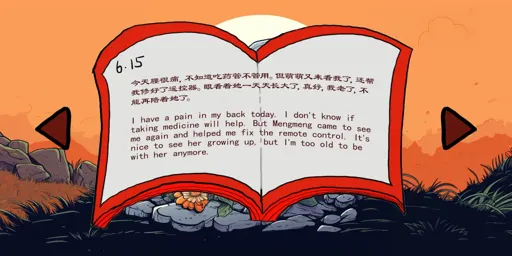 6.15
今天腰很痛，不知道吃药管不管用。但萌萌又来看我了，还帮
我修好了遥控器。眼看着她一天天长大了，真好，我老了，不
能再陪着她了。
I have a pain in my back today. I don't know if
taking medicine will help. But Mengmeng came to see
me again and helped me fix the remote control. It's
nice to see her growing up, but I'm too old to be
with her anymore.